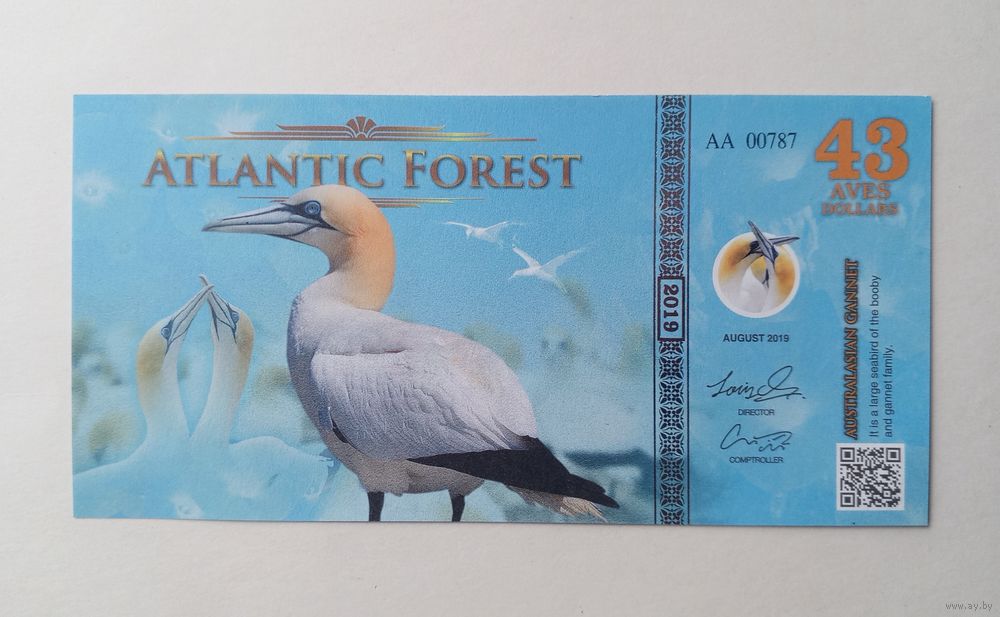 ATLANTIC FOREST
AA 00787
43
AVES
DOLLARS
2019
AUGUST 2019
DIRECTOR
COMPTROLLER
AUSTRALASIAN GANNET
It is a large seabird of the booby
and gannet family.
www.ay.by